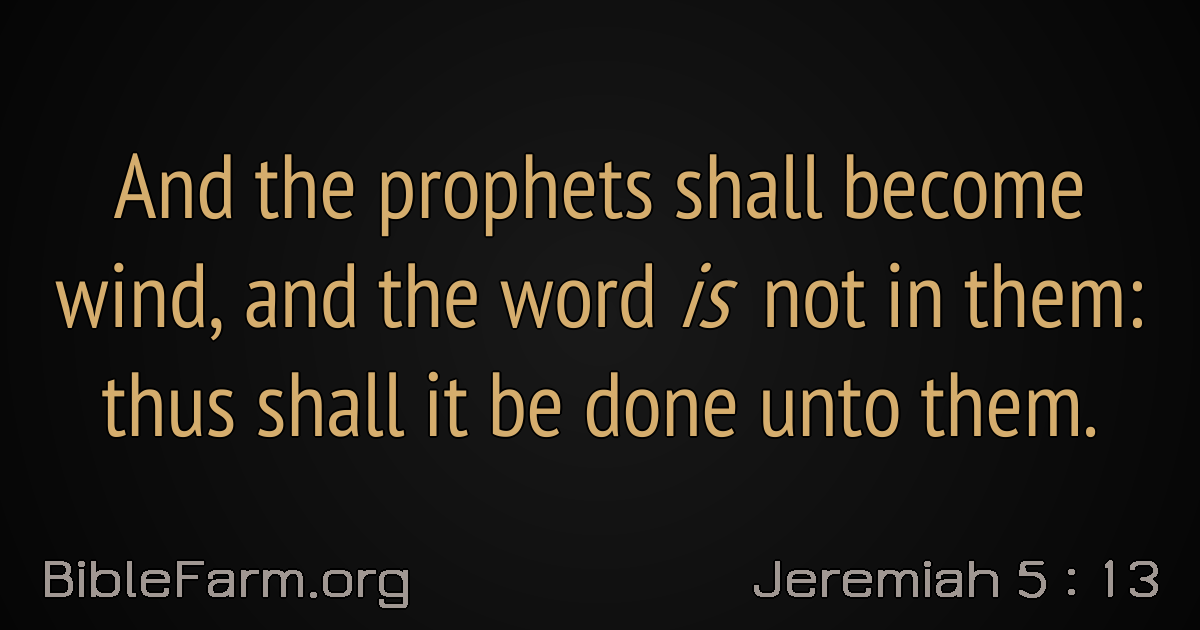 And the prophets shall become
wind, and the word is not in them:
thus shall it be done unto them.
BibleFarm.org
Jeremiah 5 : 13